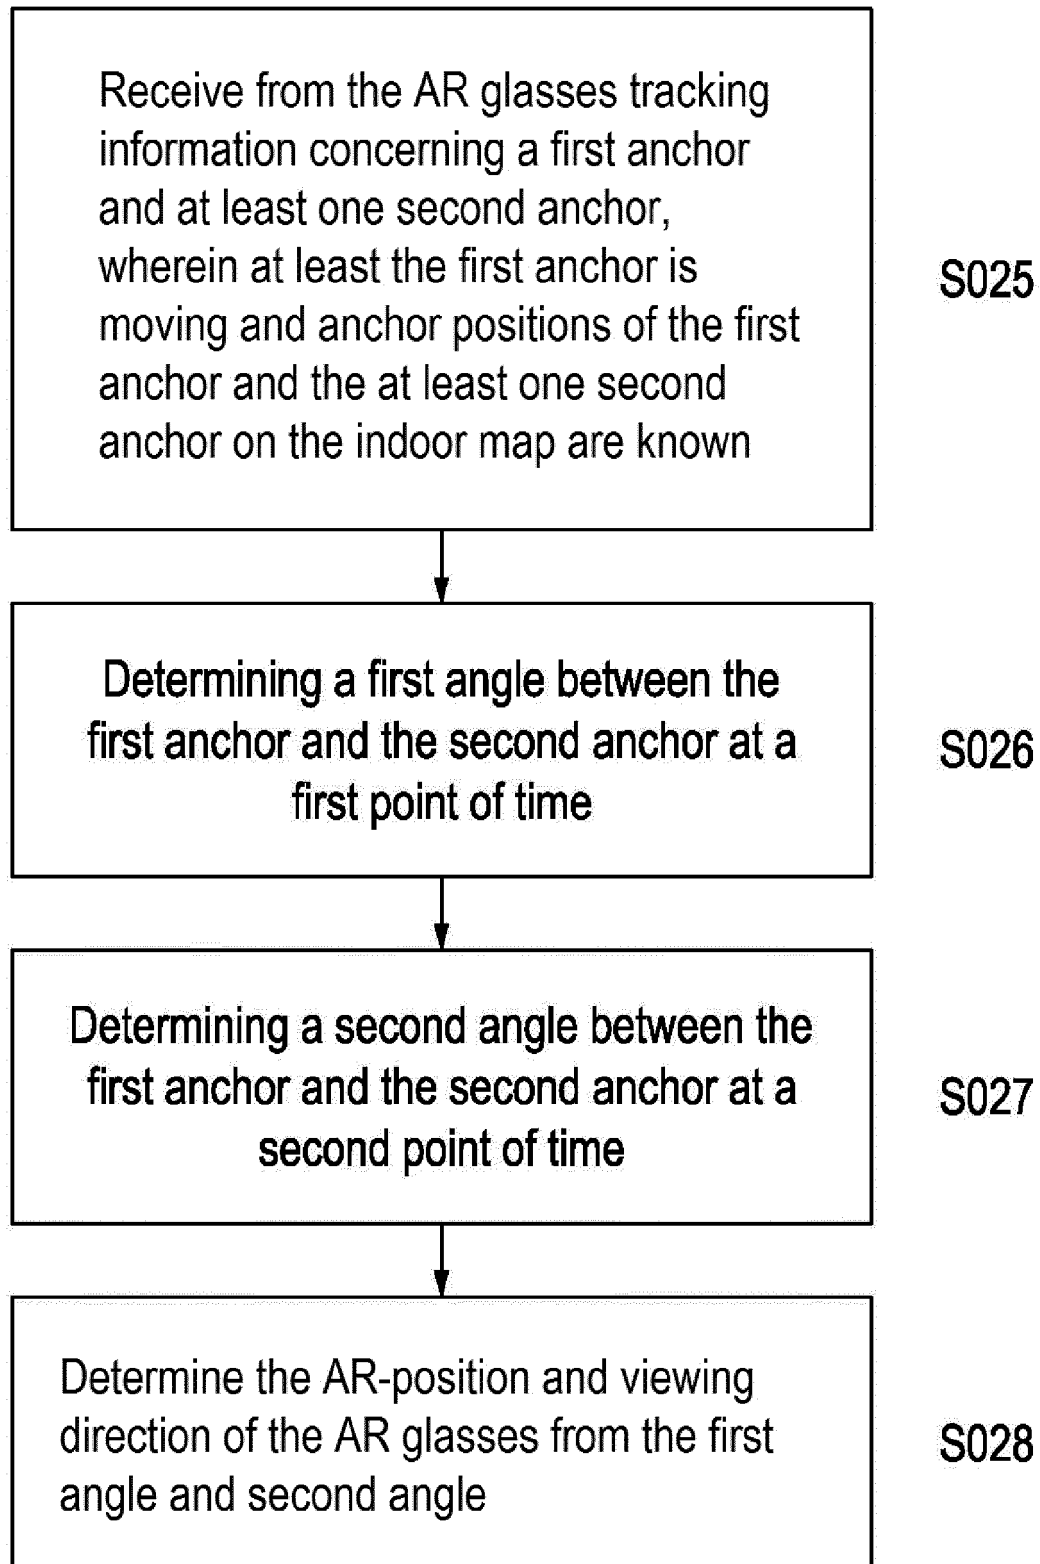 Receive from the AR glasses tracking
information concerning a first anchor
and at least one second anchor,
wherein at least the first anchor is
moving and anchor positions of the first
anchor and the at least one second
anchor on the indoor map are known
S025
Determining a first angle between the
first anchor and the second anchor at a
first point of time
S026
Determining a second angle between the
first anchor and the second anchor at a
second point of time
S027
Determine the AR-position and viewing
direction of the AR glasses from the first
angle and second angle
S028